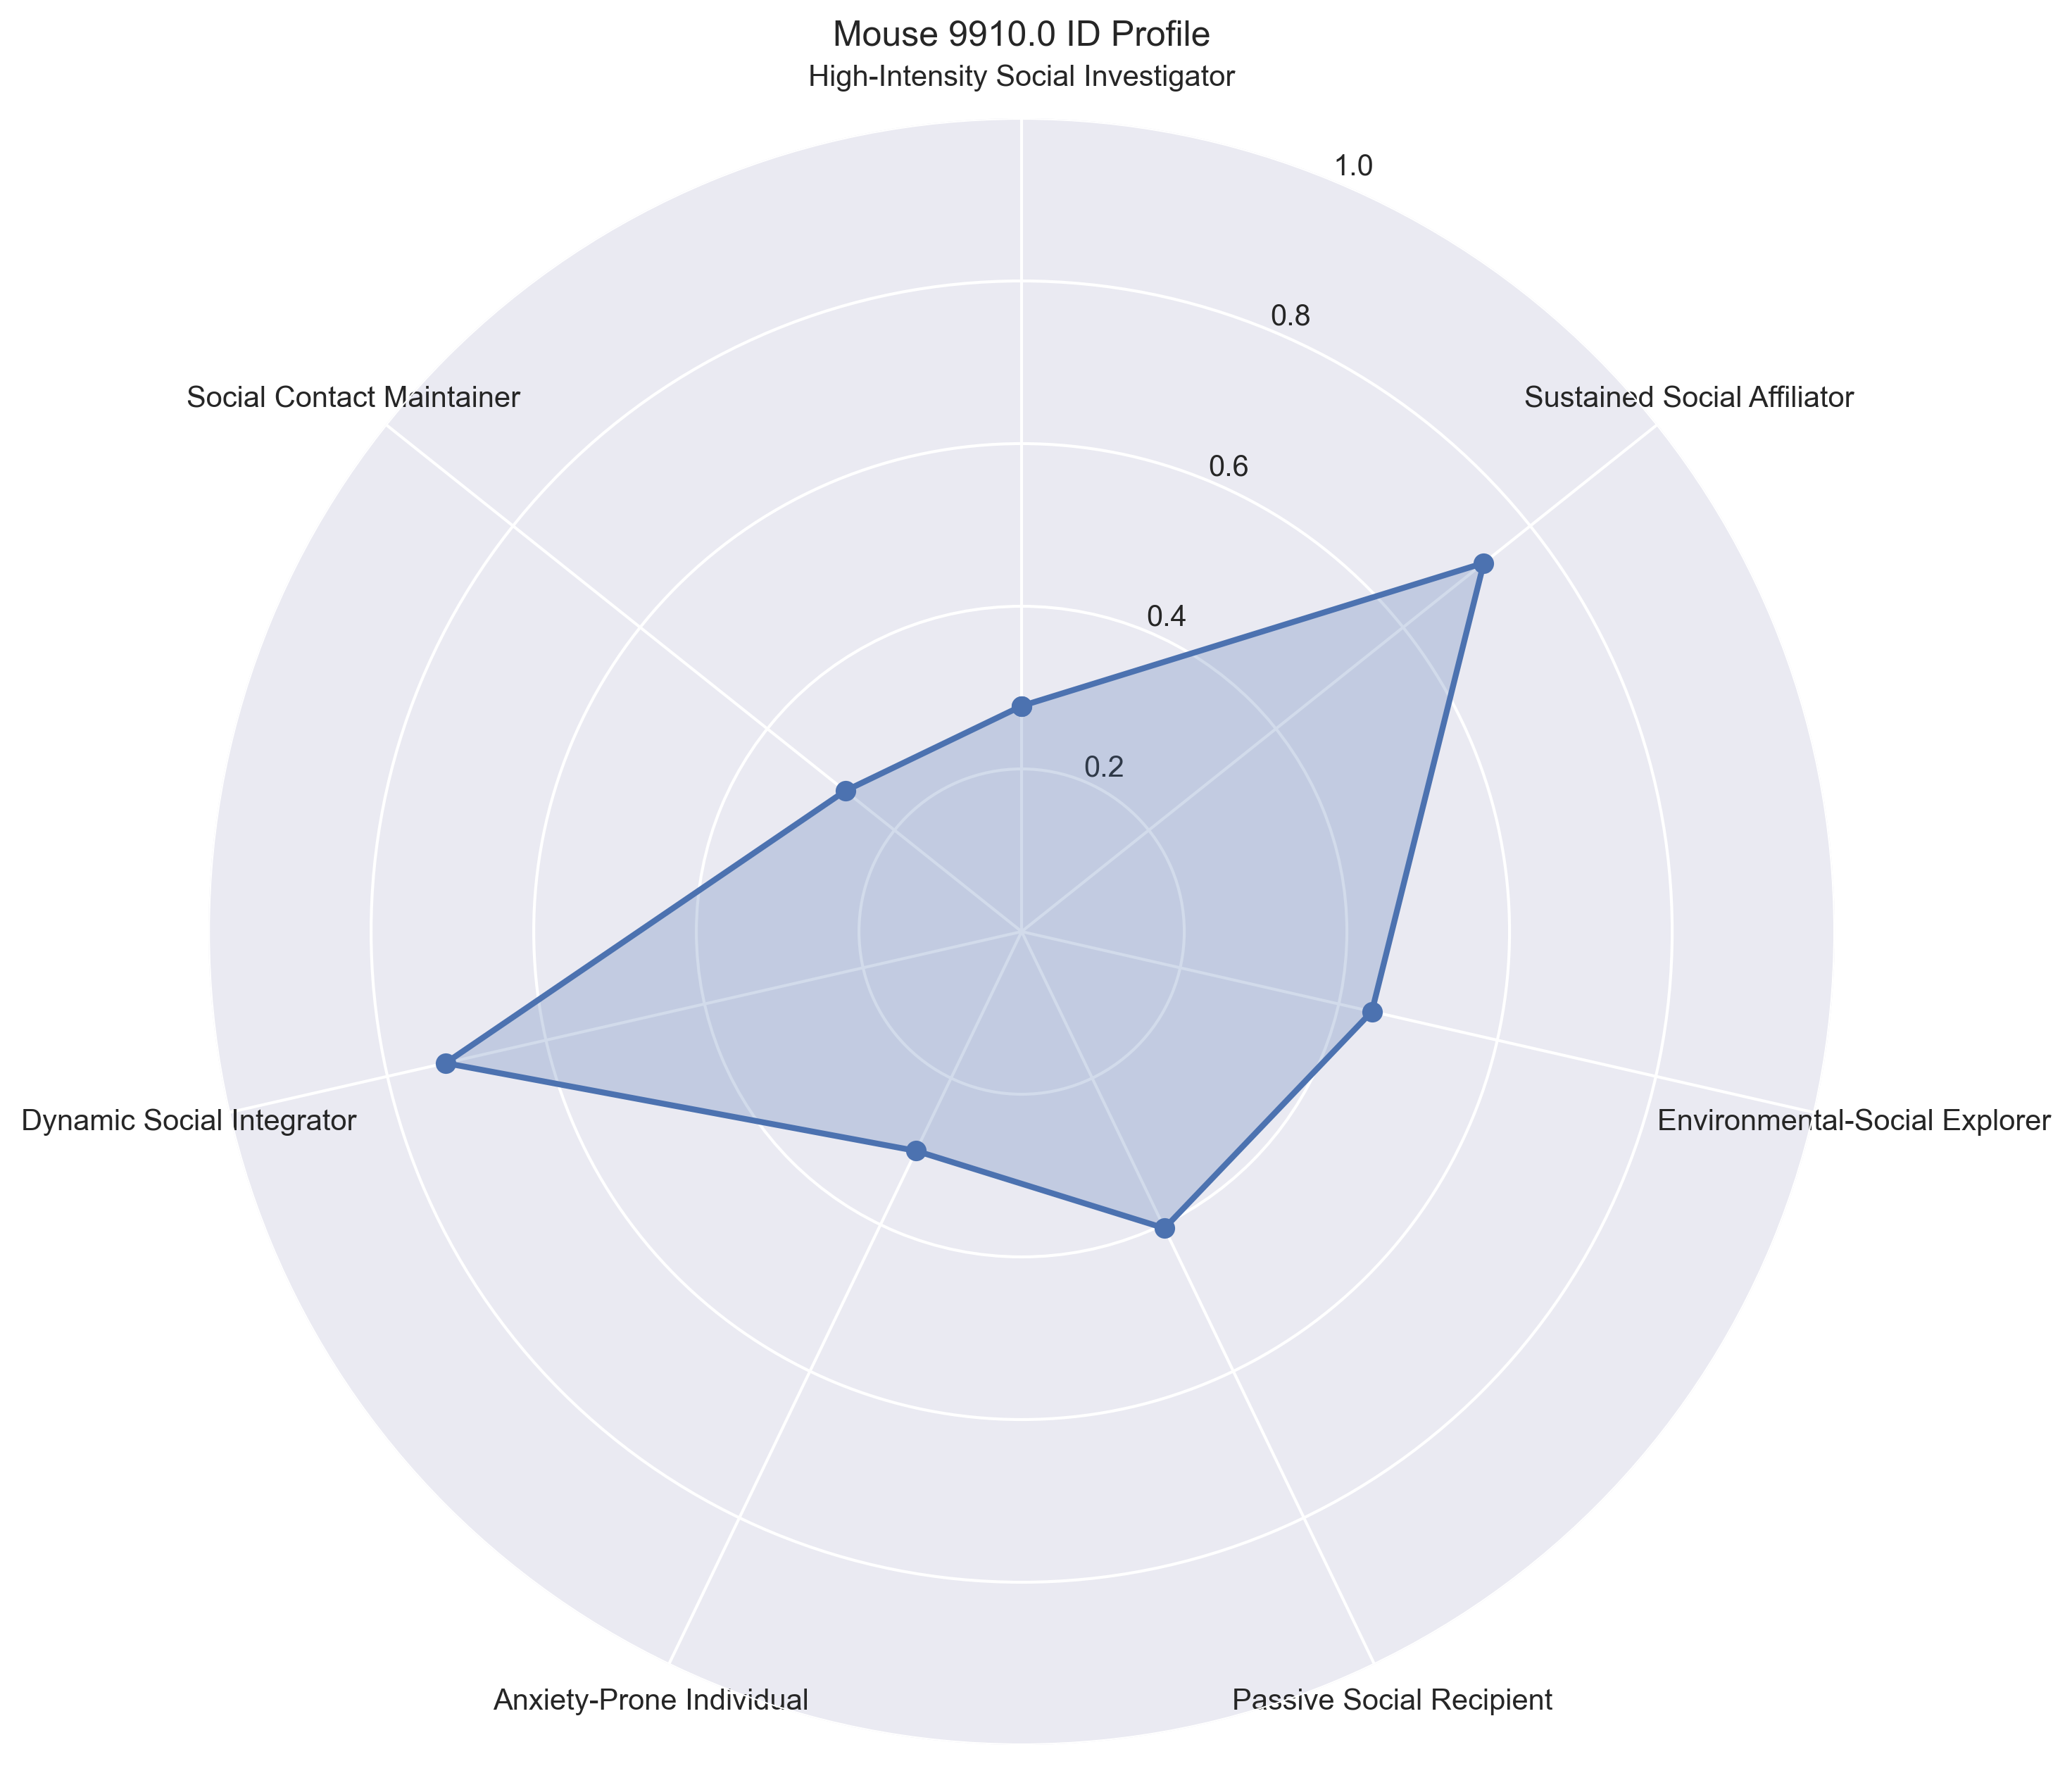 Mouse 9910.0 ID Profile
High-Intensity Social Investigator
1.0
0.8
Social Contact Maintainer
Sustained Social Affiliator
0.6
0.4
0.2
Dynamic Social Integrator
Environmental-Social Explorer
Anxiety-Prone Individual
Passive Social Recipient